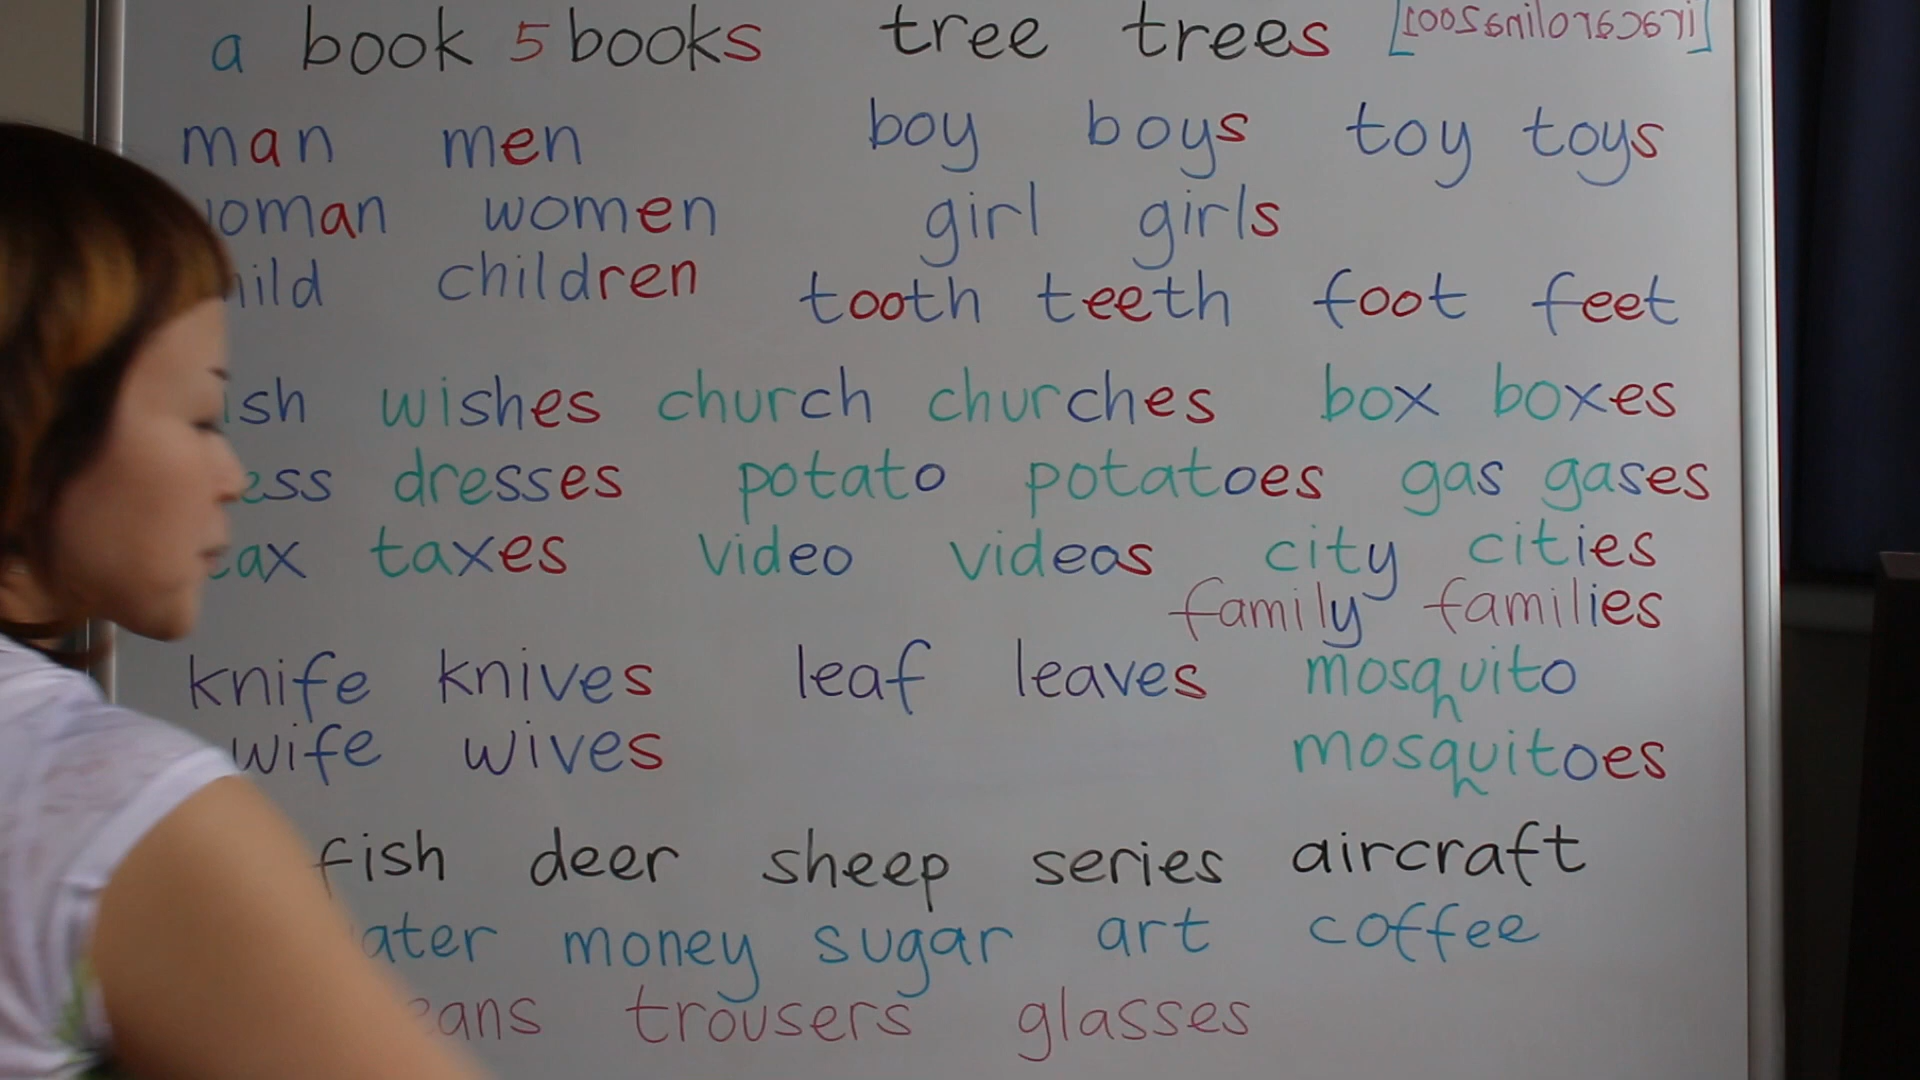 a book 5 books tree trees
man men boy boys toy toys
oman women girl girls
ild children tooth teeth foot feet
ish wishes church churches box boxes
ess dresses potato potatoes gas gases
ax taxes video videos city cities
family families
knife knives leaf leaves mosquito
wife wives mosquitoes
fish deer sheep series aircraft
ater money sugar art coffee
eans trousers glasses